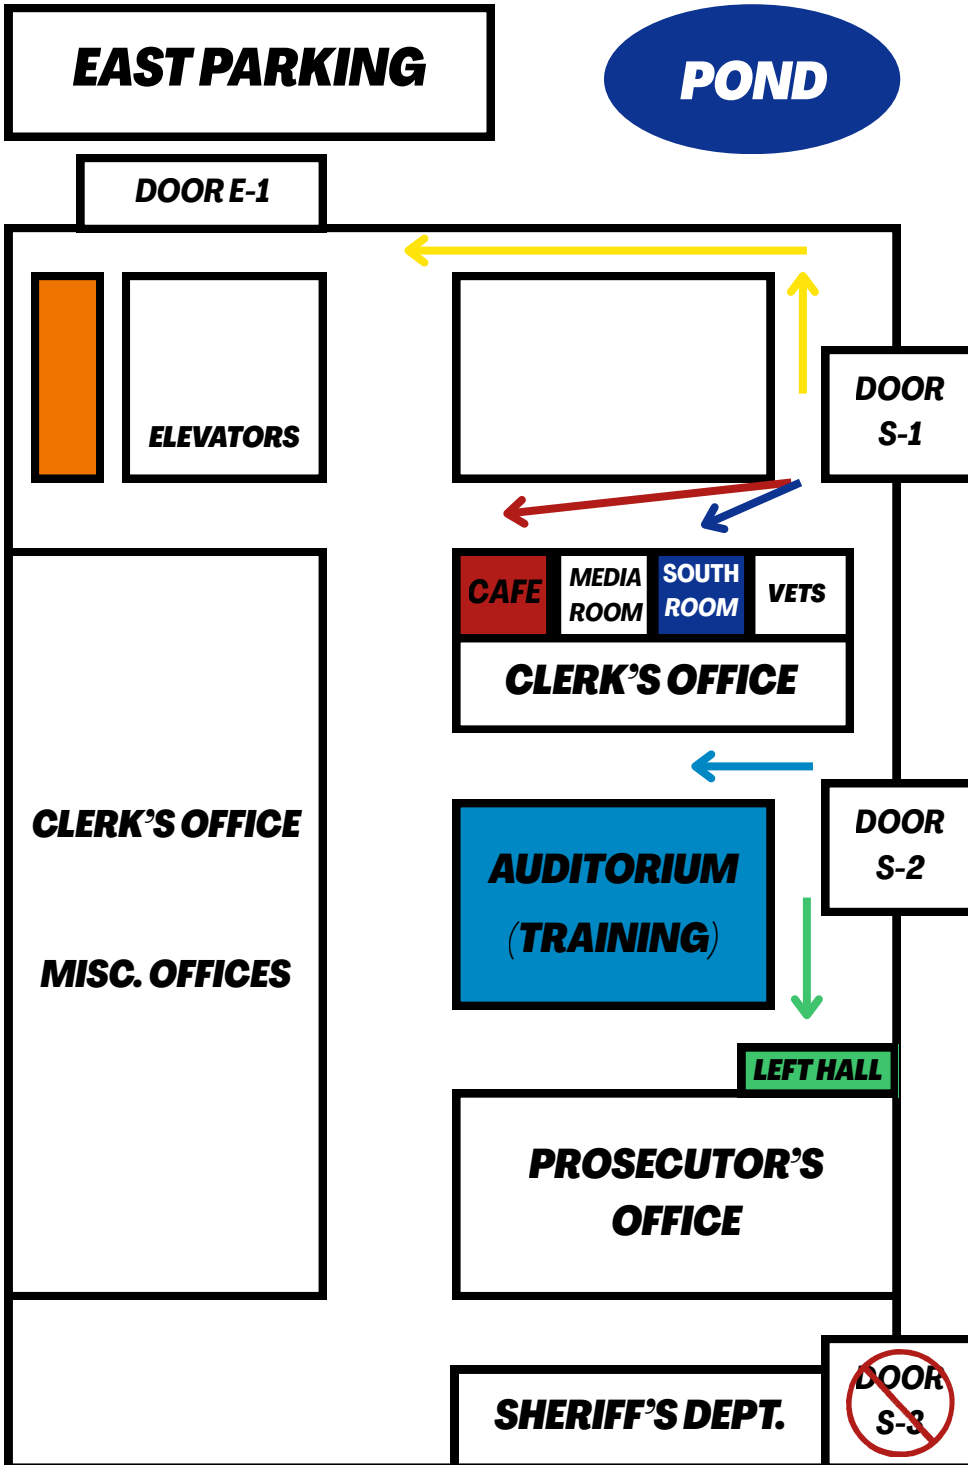 EAST PARKING
POND
DOOR E-1
DOOR
S-1
ELEVATORS
CAFE
MEDIA
ROOM
SOUTH
ROOM
VETS
CLERK’S OFFICE
CLERK’S OFFICE
MISC. OFFICES
AUDITORIUM
(TRAINING)
DOOR
S-2
LEFT HALL
PROSECUTOR’S
OFFICE
SHERIFF’S DEPT.
DOOR
S-3